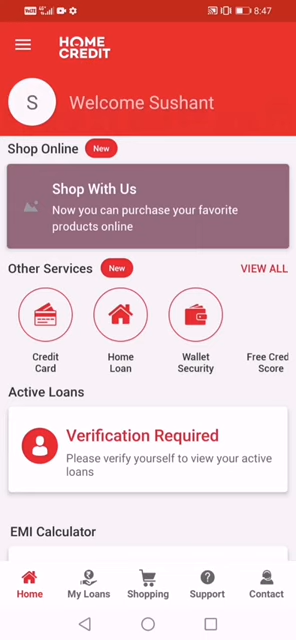 8:47
HOME
CREDIT
S
Welcome Sushant
Shop Online
New
Shop With Us
Now you can purchase your favorite
products online
Other Services
New
VIEW ALL
Credit
Card
Home
Loan
Wallet
Security
Free Cred
Score
Active Loans
Verification Required
Please verify yourself to view your active
loans
EMI Calculator
Home
My Loans
Shopping
Support
Contact